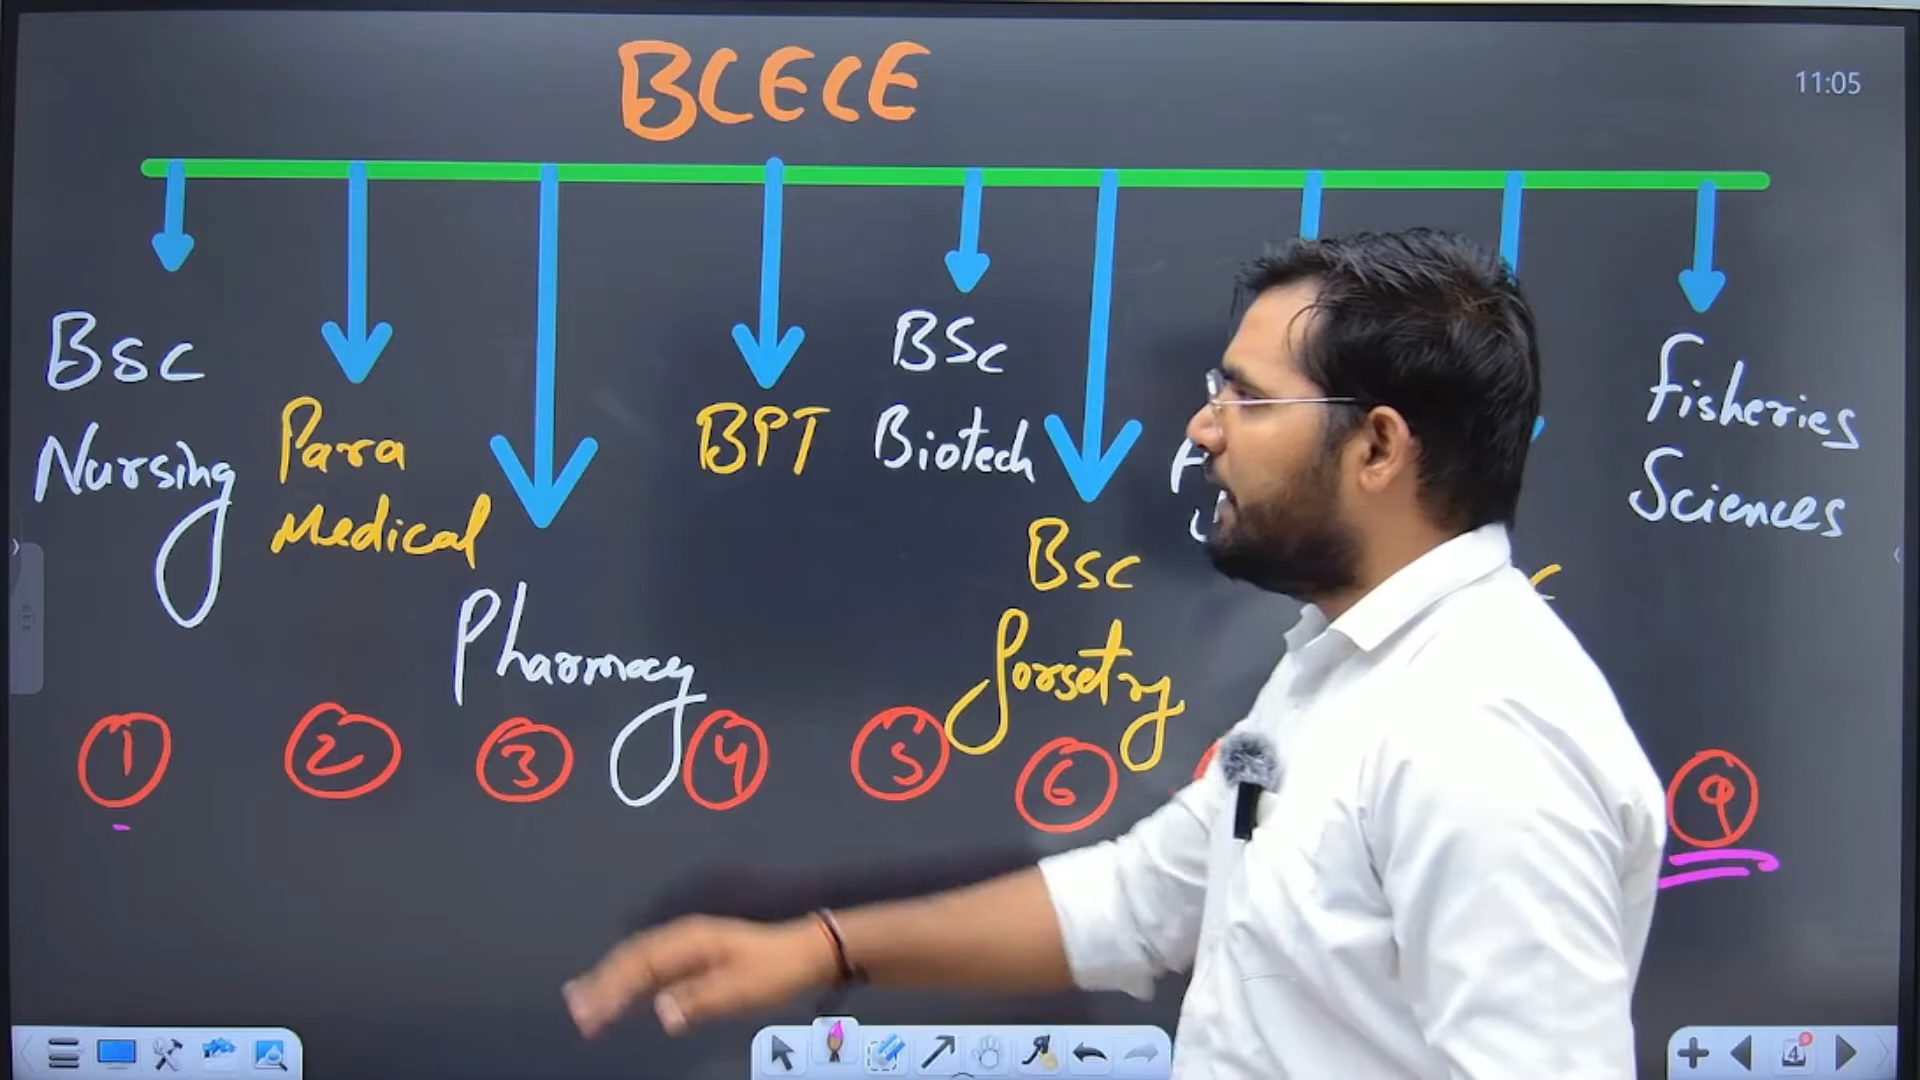 BCECE
11:05
BSC
Nursing
Para
Medical
Pharmacy
BPT
BSc
Biotech
BSC
forsetry
Fisheries
Sciences
1
2
3
4
5
6
9
4